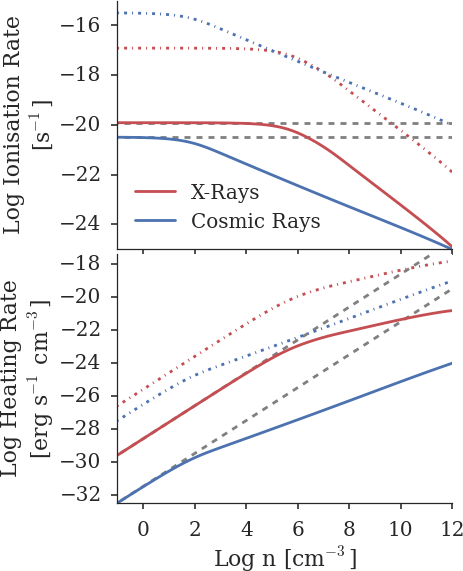 Log Ionisation Rate
[s⁻¹]
−16
−18
−20
−22
−24
X-Rays
Cosmic Rays
Log Heating Rate
[erg s⁻¹ cm⁻³]
−18
−20
−22
−24
−26
−28
−30
−32
0 2 4 6 8 10 12
Log n [cm⁻³]